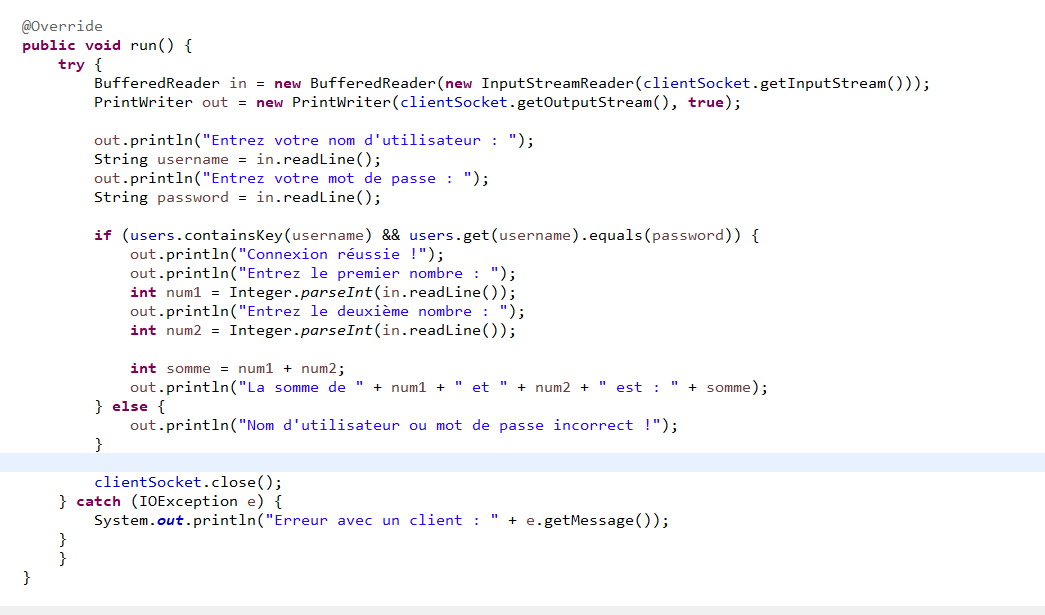 @Override
public void run() {
    try {
        BufferedReader in = new BufferedReader(new InputStreamReader(clientSocket.getInputStream()));
        PrintWriter out = new PrintWriter(clientSocket.getOutputStream(), true);

        out.println("Entrez votre nom d'utilisateur : ");
        String username = in.readLine();
        out.println("Entrez votre mot de passe : ");
        String password = in.readLine();

        if (users.containsKey(username) && users.get(username).equals(password)) {
            out.println("Connexion réussie !");
            out.println("Entrez le premier nombre : ");
            int num1 = Integer.parseInt(in.readLine());
            out.println("Entrez le deuxième nombre : ");
            int num2 = Integer.parseInt(in.readLine());

            int somme = num1 + num2;
            out.println("La somme de " + num1 + " et " + num2 + " est : " + somme);
        } else {
            out.println("Nom d'utilisateur ou mot de passe incorrect !");
        }

        clientSocket.close();
    } catch (IOException e) {
        System.out.println("Erreur avec un client : " + e.getMessage());
    }
    }
}